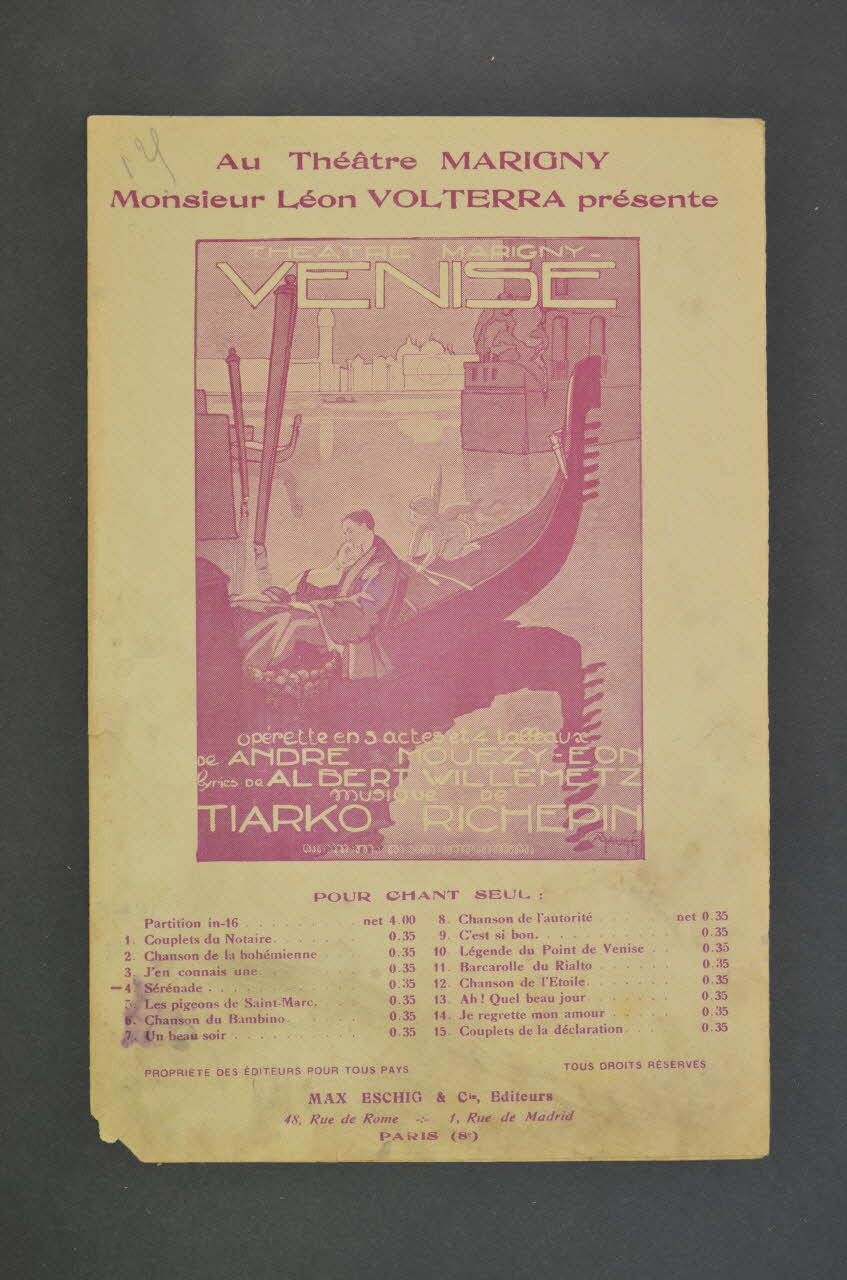 Au Théâtre MARIGNY
Monsieur Léon VOLTERRA présente
THEATRE MARIGNY-
VENISE
opérette en 3 actes et 4 tableaux
DE ANDRE MOUEZY-EON
lyrics DE ALBERT WILLEMETZ
musique DE
TIARKO RICHEPIN
POUR CHANT SEUL :
Partition in-16 . . . . . . . . . net 4.00
1. Couplets du Notaire. . . . . . . 0.35
2. Chanson de la bohémienne . . . 0.35
3. J'en connais une . . . . . . . . 0.35
4. Sérénade . . . . . . . . . . . 0.35
5. Les pigeons de Saint-Marc. . . . 0.35
6. Chanson du Bambino. . . . . . 0.35
7. Un beau soir . . . . . . . . . . 0.35
8. Chanson de l'autorité net 0.35
9. C'est si bon. . . . . . . . . . 0.35
10. Légende du Point de Venise . . 0.35
11. Barcarolle du Rialto . . . . . 0.35
12. Chanson de l'Etoile. . . . . . 0.35
13. Ah ! Quel beau jour . . . . . . 0.35
14. Je regrette mon amour . . . . . 0.35
15. Couplets de la déclaration. . . . 0.35
PROPRIÉTÉ DES ÉDITEURS POUR TOUS PAYS
TOUS DROITS RÉSERVÉS
MAX ESCHIG & Cie, Editeurs
48, Rue de Rome -:- 1, Rue de Madrid
PARIS (8e)